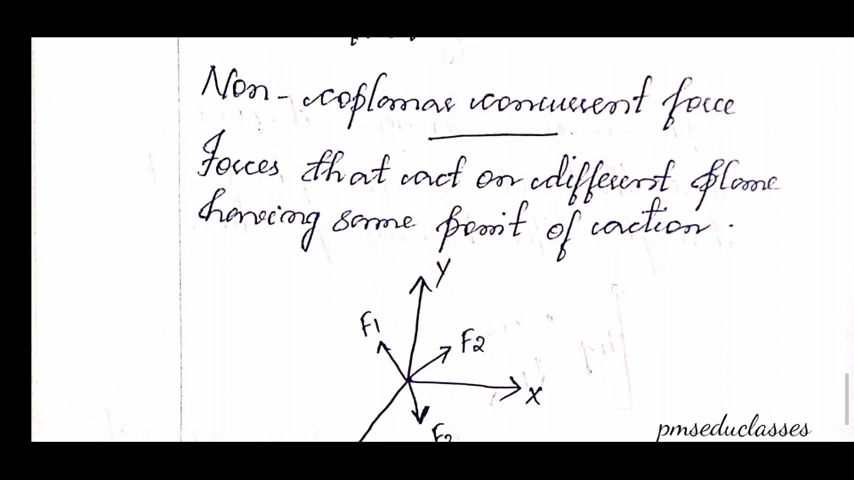 Non-coplanar concurrent force
Forces that act on different plane
having same point of action.
Y
F1
F2
X
pmseduclasses